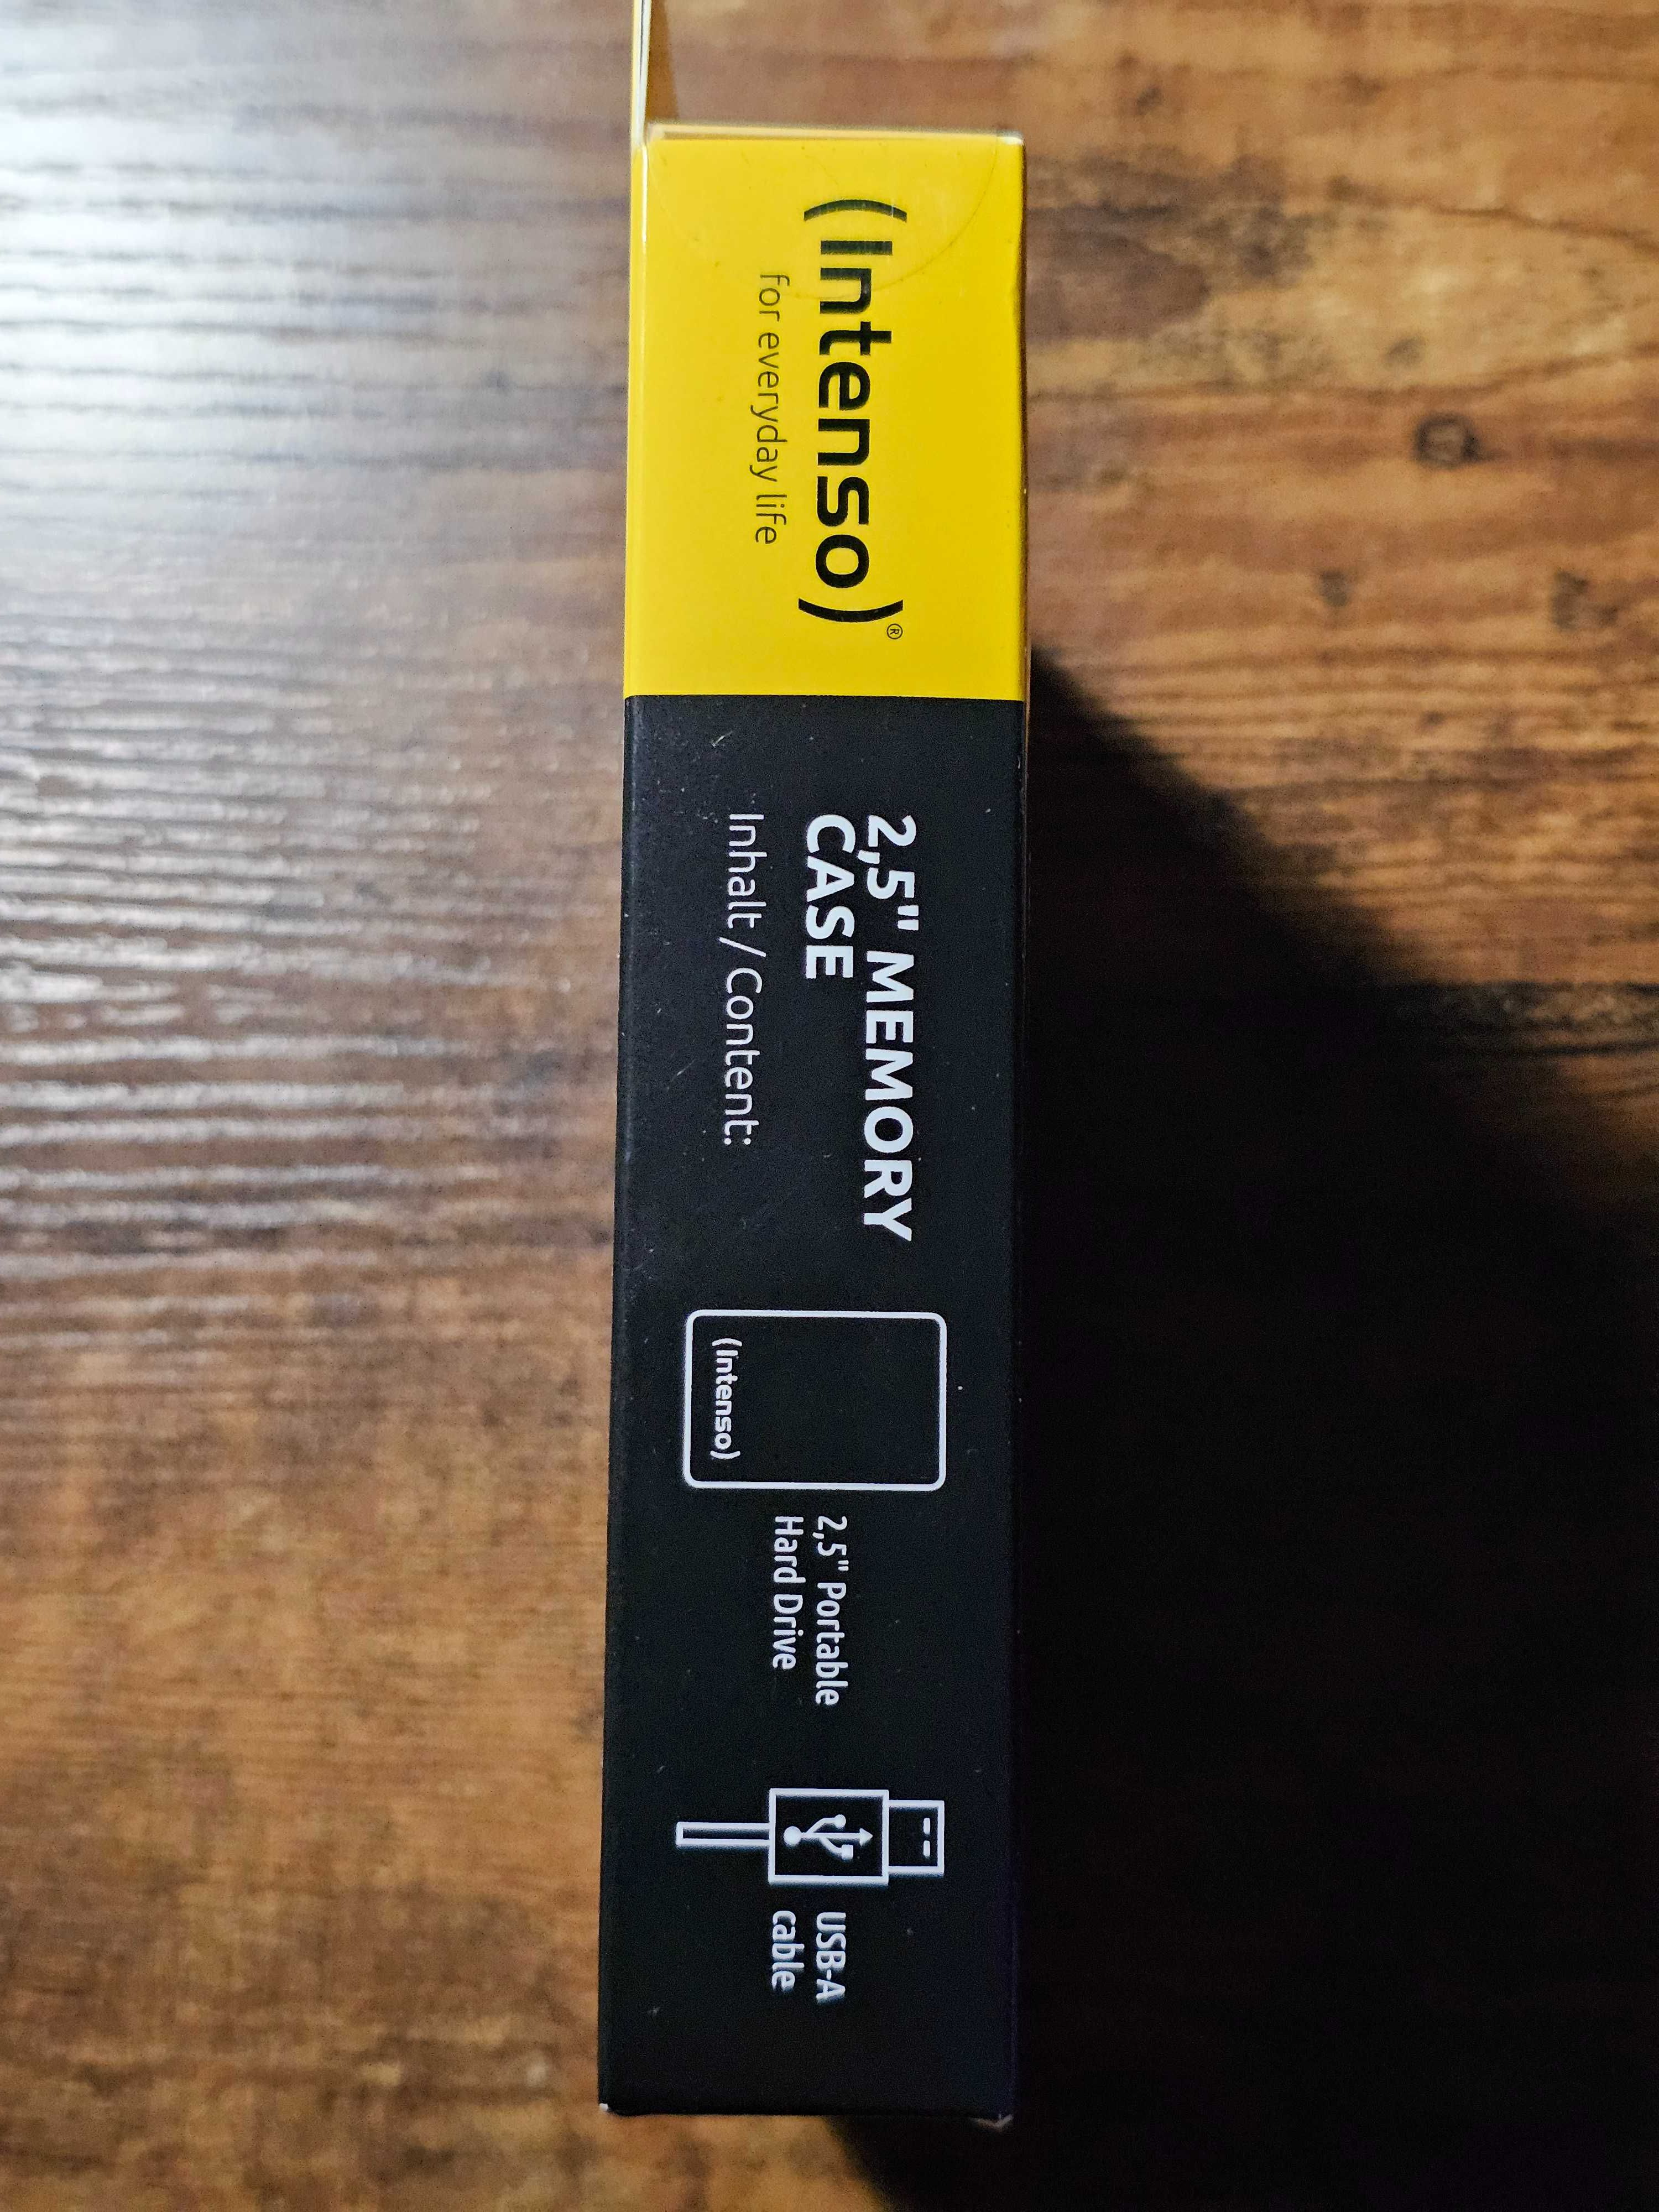 (Intenso)®
for everyday life
2,5" MEMORY
CASE
Inhalt / Content:
(Intenso)
2,5" Portable
Hard Drive
USB-A
cable